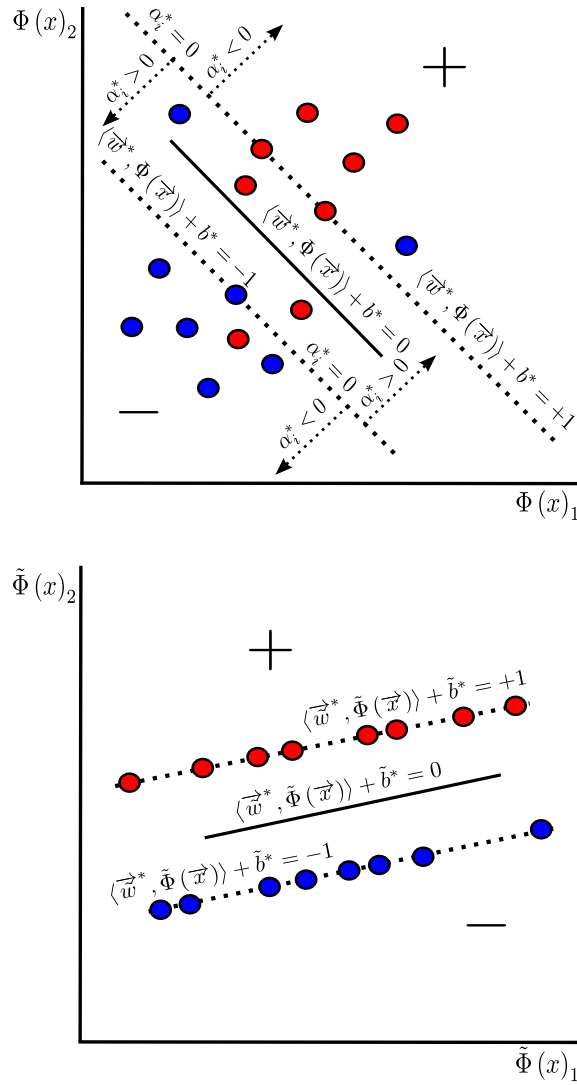 Φ(x)₂
α*ᵢ = 0
α*ᵢ < 0
α*ᵢ > 0
+
⟨w⃗*, Φ(x⃗)⟩ + b* = −1
⟨w⃗*, Φ(x⃗)⟩ + b* = 0
⟨w⃗*, Φ(x⃗)⟩ + b* = +1
α*ᵢ = 0
α*ᵢ > 0
α*ᵢ < 0
−
Φ(x)₁
Φ̃(x)₂
+
⟨w̃⃗*, Φ̃(x⃗)⟩ + b̃* = +1
⟨w̃⃗*, Φ̃(x⃗)⟩ + b̃* = 0
⟨w̃⃗*, Φ̃(x⃗)⟩ + b̃* = −1
−
Φ̃(x)₁